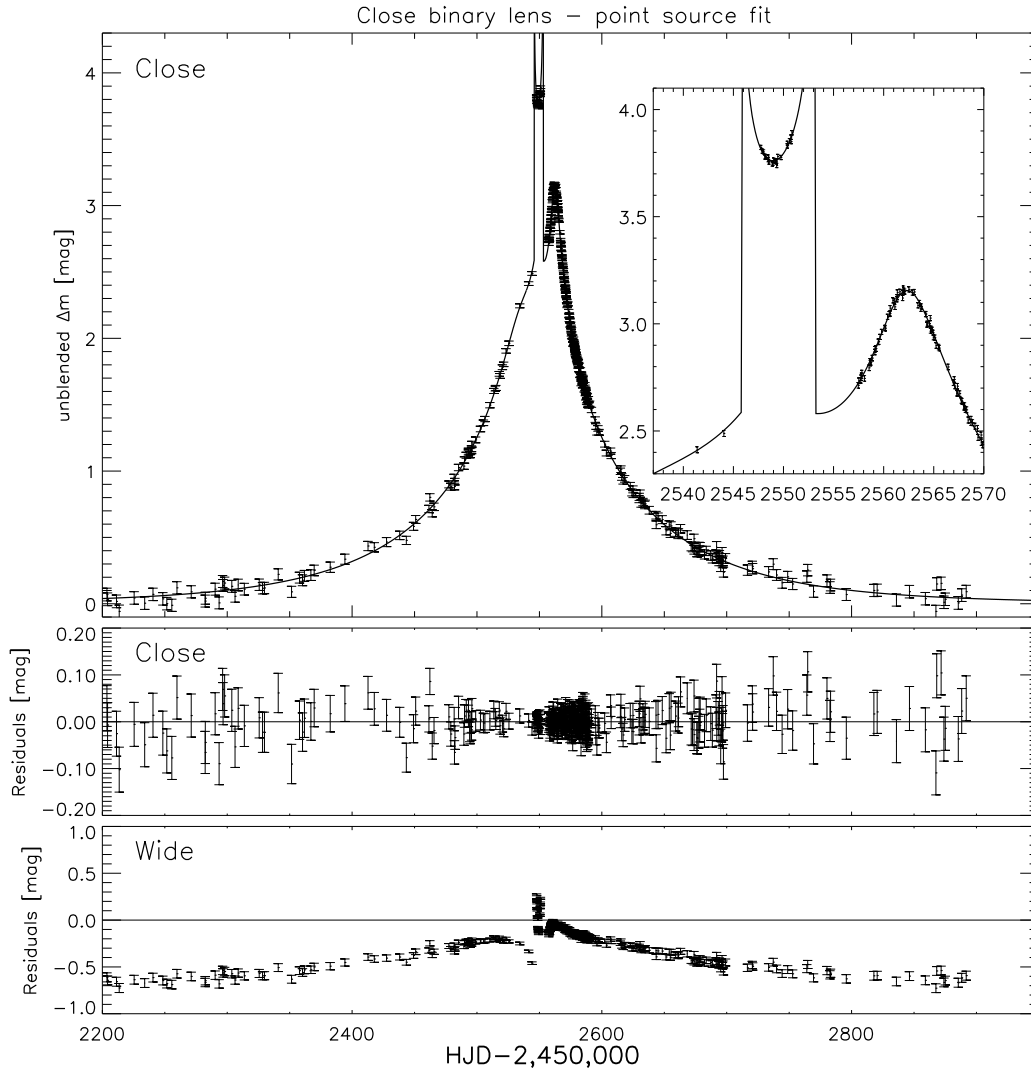 Close binary lens – point source fit
Close
unblended Δm [mag]
4
3
2
1
0
4.0
3.5
3.0
2.5
2540 2545 2550 2555 2560 2565 2570
Close
Residuals [mag]
0.20
0.10
0.00
−0.10
−0.20
Wide
Residuals [mag]
1.0
0.5
0.0
−0.5
−1.0
2200 2400 2600 2800
HJD−2,450,000